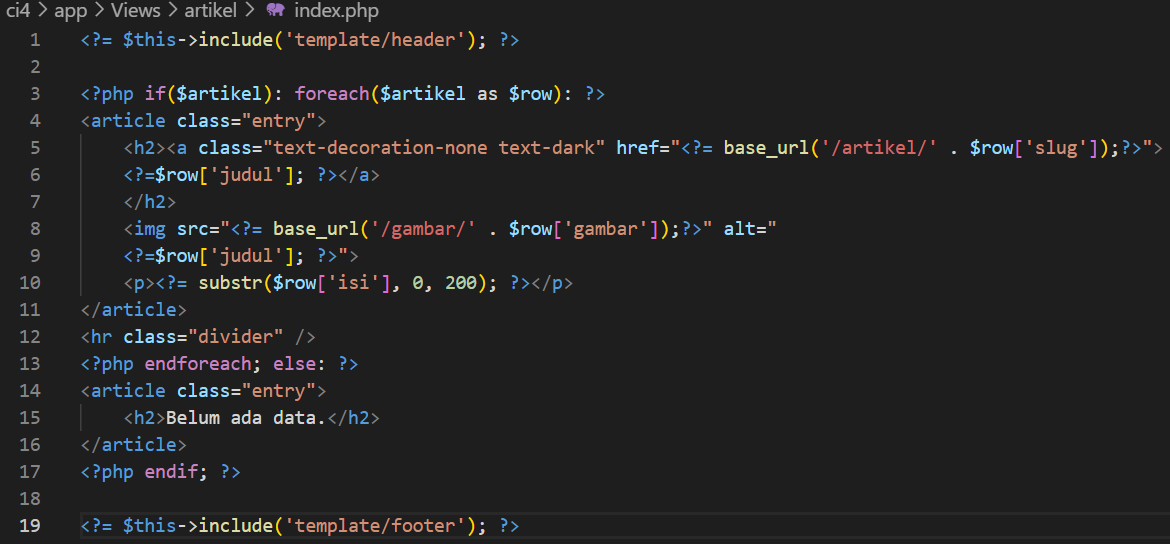 ci4 > app > Views > artikel > index.php
1 <?= $this->include('template/header'); ?>
2
3 <?php if($artikel): foreach($artikel as $row): ?>
4 <article class="entry">
5     <h2><a class="text-decoration-none text-dark" href="<?= base_url('/artikel/' . $row['slug']);?>">
6     <?=$row['judul']; ?></a>
7     </h2>
8     <img src="<?= base_url('/gambar/' . $row['gambar']);?>" alt="
9     <?=$row['judul']; ?>">
10     <p><?= substr($row['isi'], 0, 200); ?></p>
11 </article>
12 <hr class="divider" />
13 <?php endforeach; else: ?>
14 <article class="entry">
15     <h2>Belum ada data.</h2>
16 </article>
17 <?php endif; ?>
18
19 <?= $this->include('template/footer'); ?>